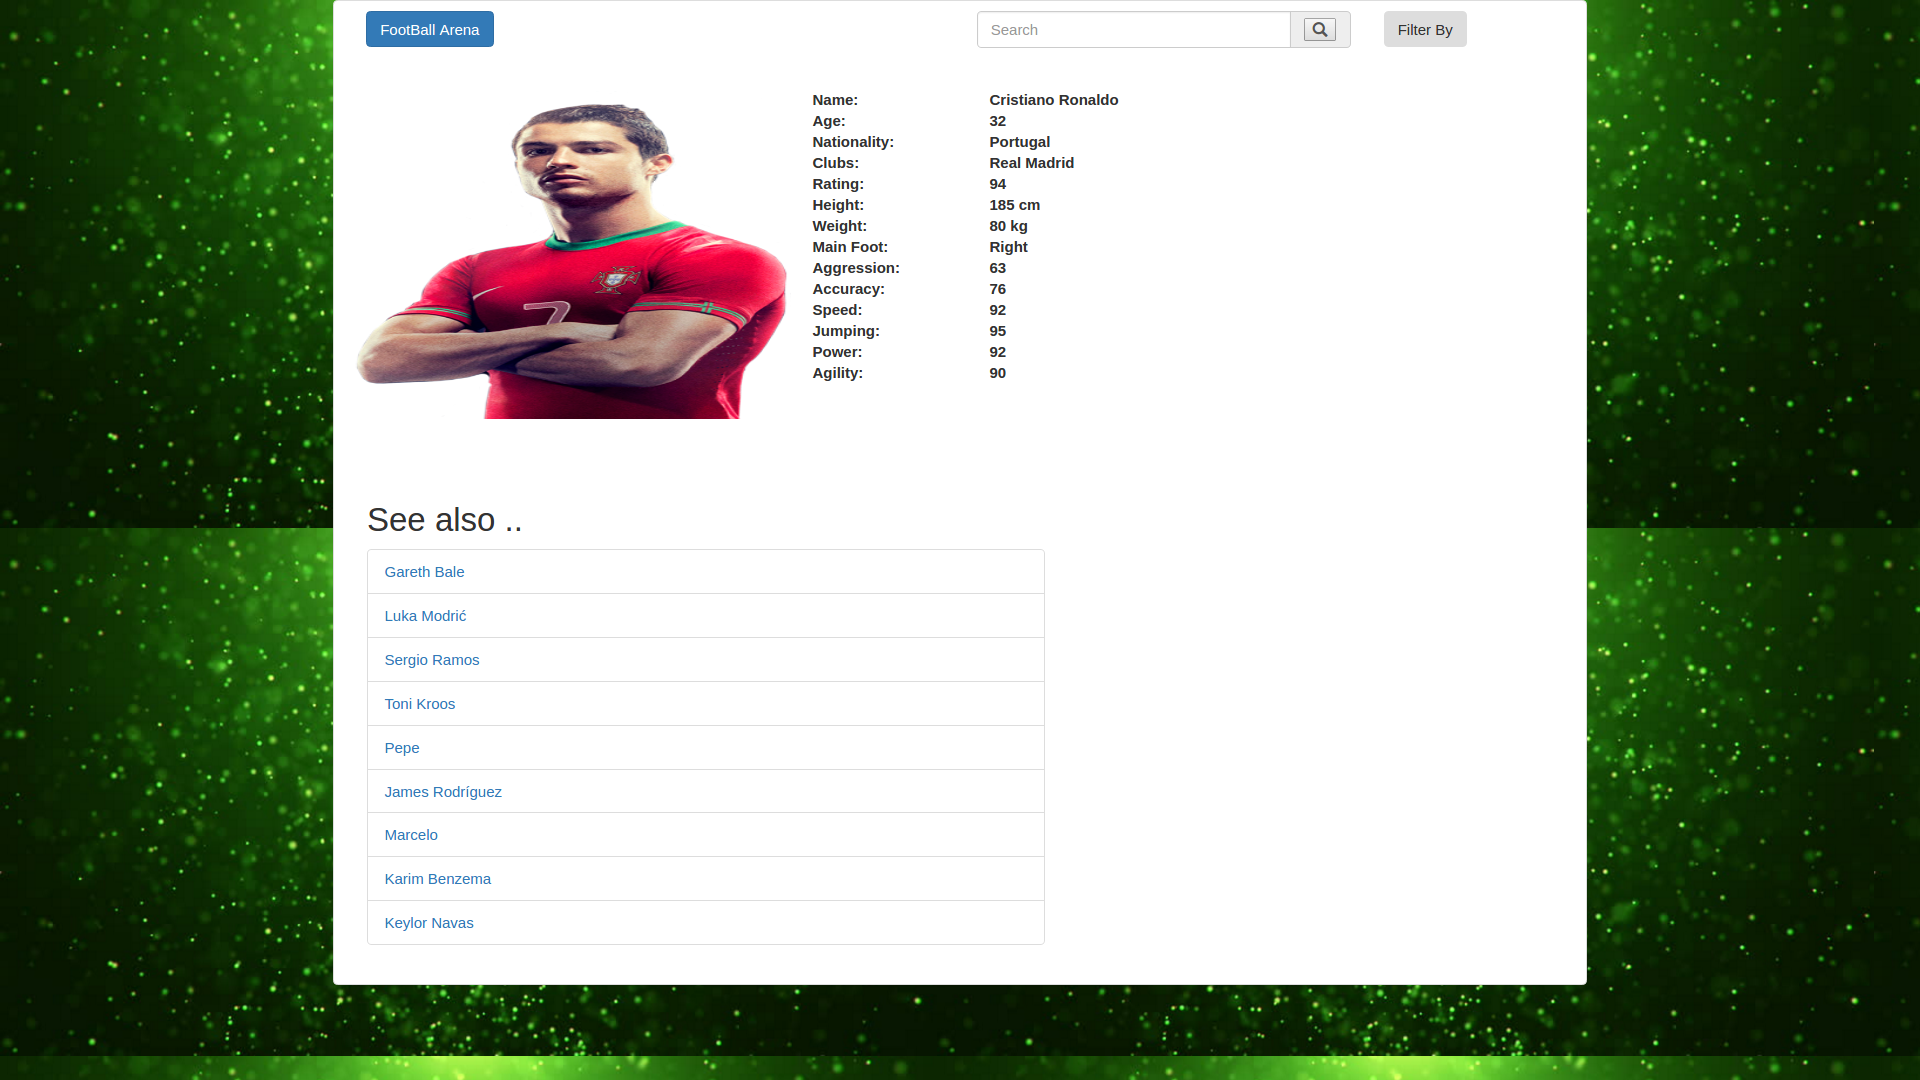 FootBall Arena
Search
Filter By
Name: Cristiano Ronaldo
Age: 32
Nationality: Portugal
Clubs: Real Madrid
Rating: 94
Height: 185 cm
Weight: 80 kg
Main Foot: Right
Aggression: 63
Accuracy: 76
Speed: 92
Jumping: 95
Power: 92
Agility: 90
7
See also ..
Gareth Bale
Luka Modrić
Sergio Ramos
Toni Kroos
Pepe
James Rodríguez
Marcelo
Karim Benzema
Keylor Navas